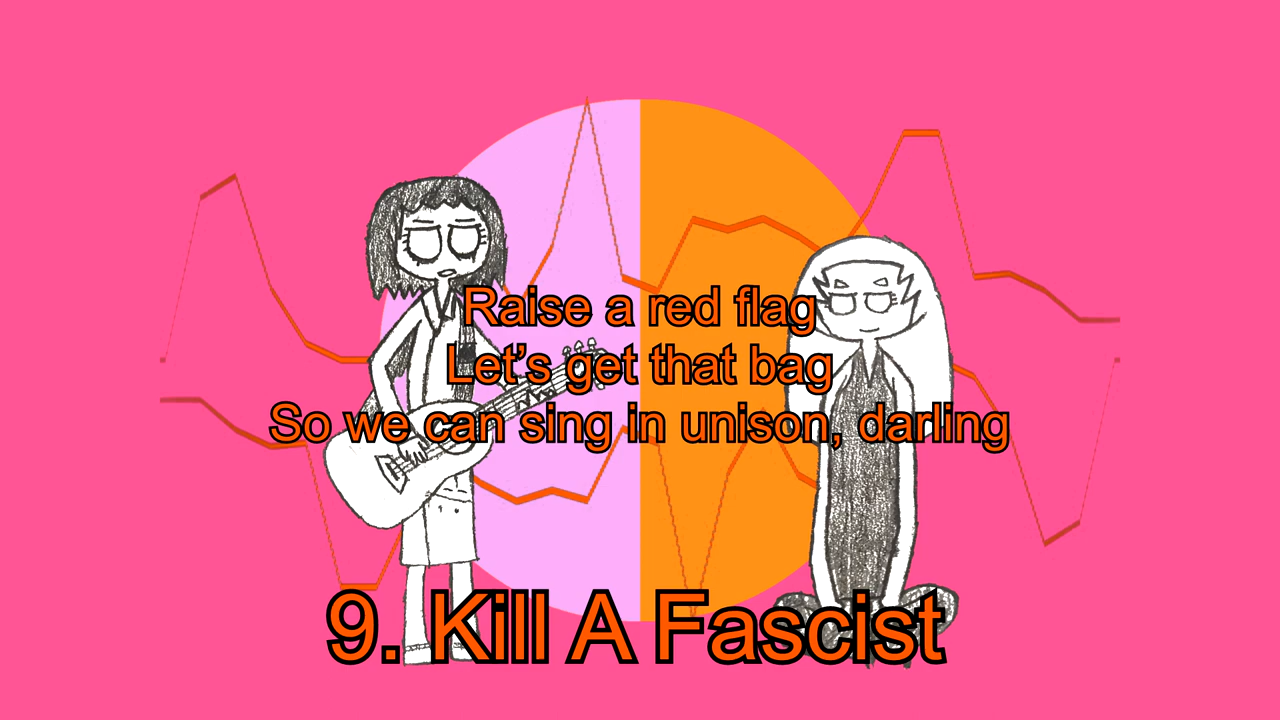 Raise a red flag
Let’s get that bag
So we can sing in unison, darling
9. Kill A Fascist